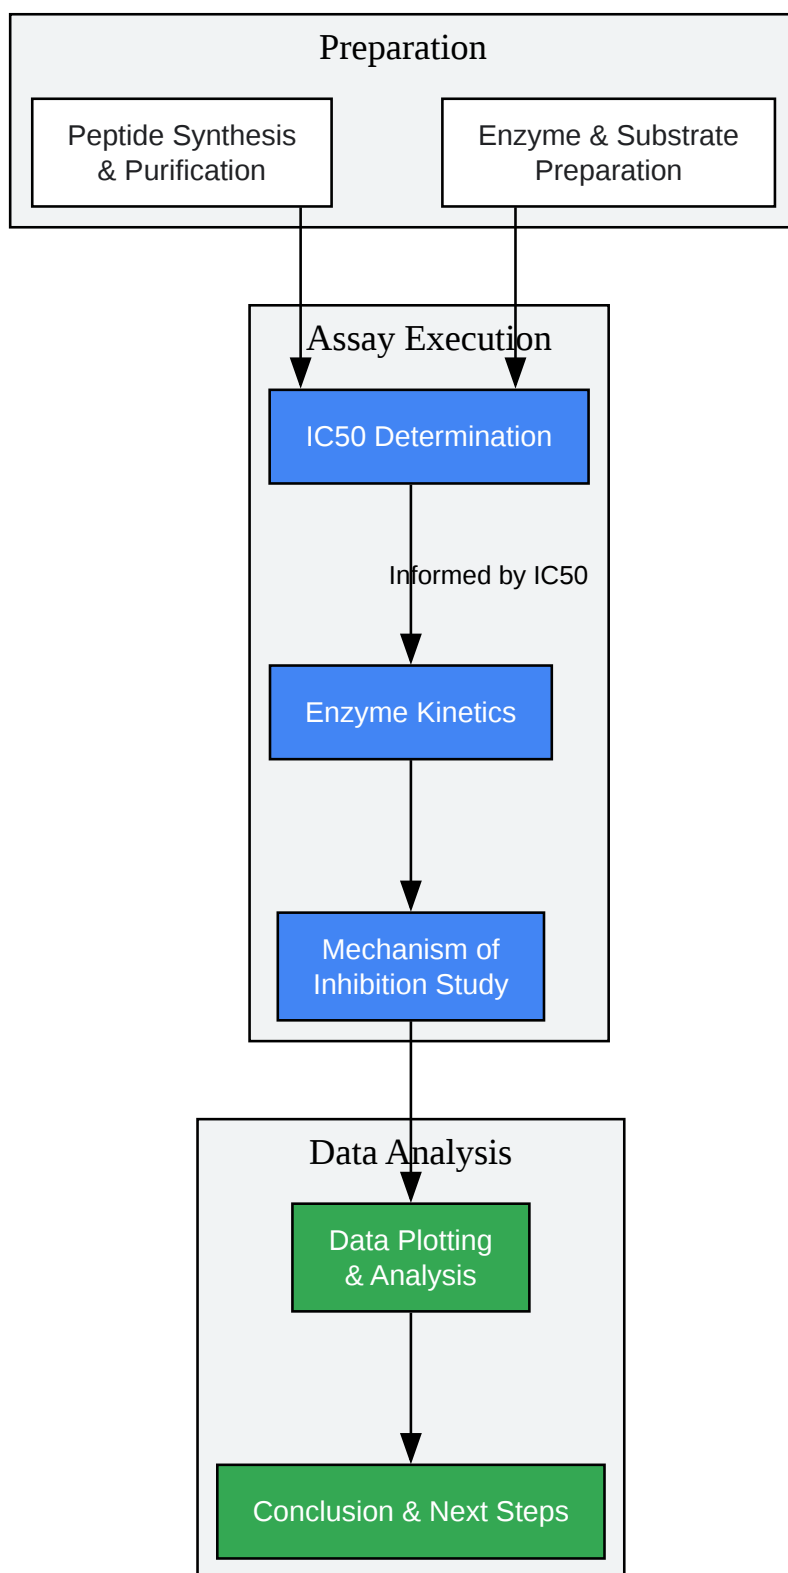 Preparation
Peptide Synthesis
& Purification
Enzyme & Substrate
Preparation
Assay Execution
IC50 Determination
Informed by IC50
Enzyme Kinetics
Mechanism of
Inhibition Study
Data Analysis
Data Plotting
& Analysis
Conclusion & Next Steps